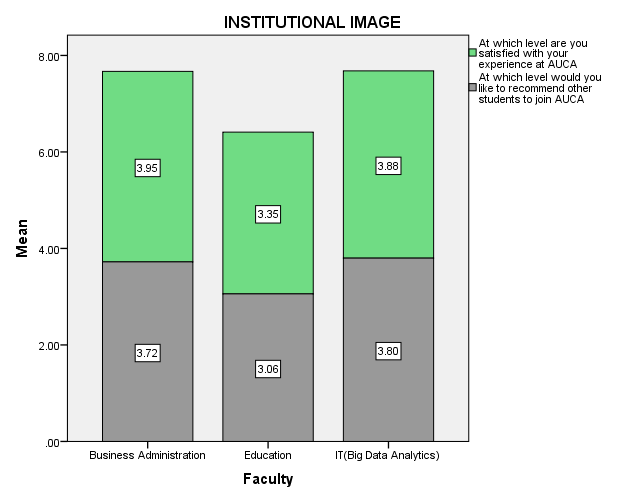 INSTITUTIONAL IMAGE
At which level are you
satisfied with your
experience at AUCA
At which level would you
like to recommend other
students to join AUCA
8.00
6.00
4.00
2.00
.00
Mean
3.95
3.35
3.88
3.72
3.06
3.80
Business Administration
Education
IT(Big Data Analytics)
Faculty